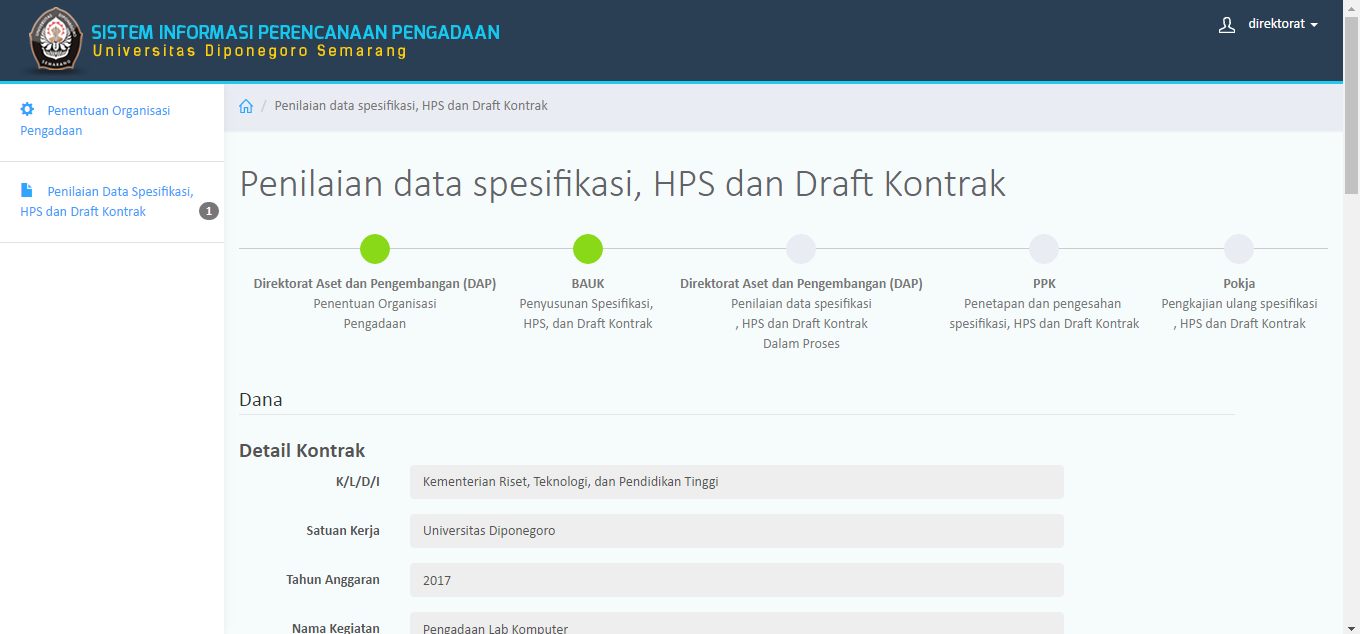 SISTEM INFORMASI PERENCANAAN PENGADAAN
Universitas Diponegoro Semarang
direktorat
Penentuan Organisasi
Pengadaan
Penilaian Data Spesifikasi,
HPS dan Draft Kontrak
1
/ Penilaian data spesifikasi, HPS dan Draft Kontrak
Penilaian data spesifikasi, HPS dan Draft Kontrak
Direktorat Aset dan Pengembangan (DAP)
Penentuan Organisasi
Pengadaan
BAUK
Penyusunan Spesifikasi,
HPS, dan Draft Kontrak
Direktorat Aset dan Pengembangan (DAP)
Penilaian data spesifikasi
, HPS dan Draft Kontrak
Dalam Proses
PPK
Penetapan dan pengesahan
spesifikasi, HPS dan Draft Kontrak
Pokja
Pengkajian ulang spesifikasi
, HPS dan Draft Kontrak
Dana
Detail Kontrak
K/L/D/I Kementerian Riset, Teknologi, dan Pendidikan Tinggi
Satuan Kerja Universitas Diponegoro
Tahun Anggaran 2017
Nama Kegiatan Pengadaan Lab Komputer